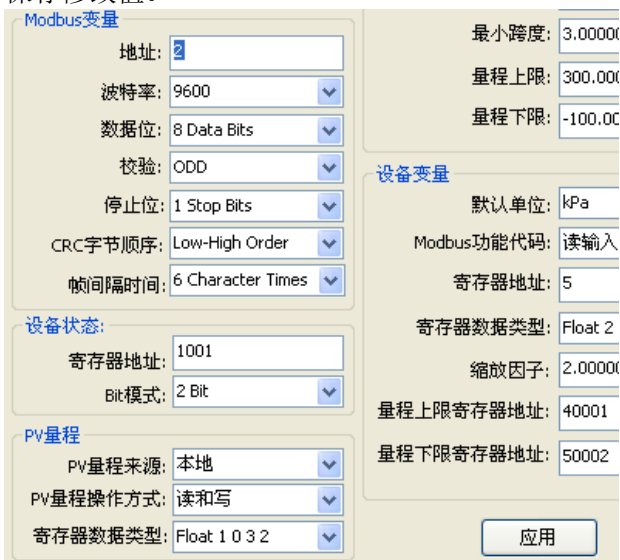 Modbus变量
地址: 2
波特率: 9600
数据位: 8 Data Bits
校验: ODD
停止位: 1 Stop Bits
CRC字节顺序: Low-High Order
帧间隔时间: 6 Character Times
设备状态:
寄存器地址: 1001
Bit模式: 2 Bit
PV量程
PV量程来源: 本地
PV量程操作方式: 读和写
寄存器数据类型: Float 1 0 3 2
最小跨度: 3.00000
量程上限: 300.000
量程下限: -100.00
设备变量
默认单位: kPa
Modbus功能代码: 读输入
寄存器地址: 5
寄存器数据类型: Float 2
缩放因子: 2.00000
量程上限寄存器地址: 40001
量程下限寄存器地址: 50002
应用